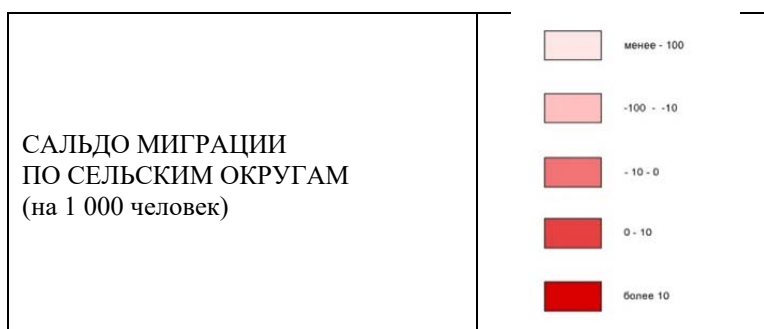 САЛЬДО МИГРАЦИИ
ПО СЕЛЬСКИМ ОКРУГАМ
(на 1 000 человек)
менее - 100
-100 - -10
- 10 - 0
0 - 10
более 10